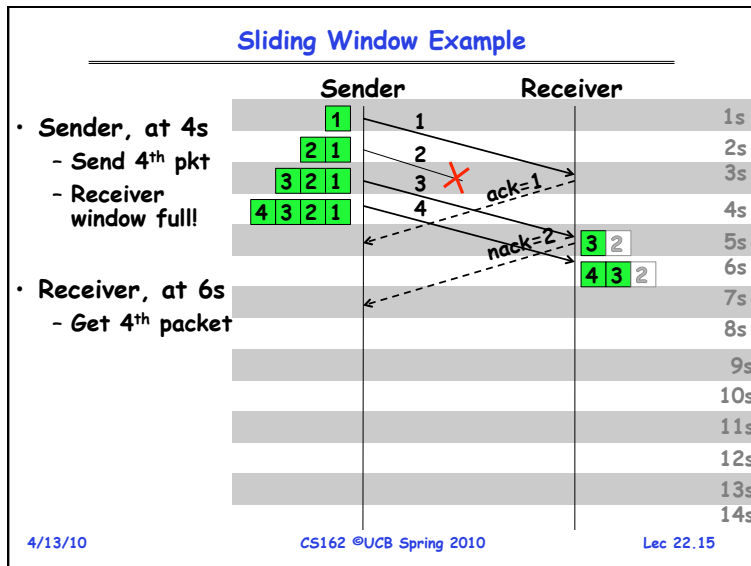 Sliding Window Example
Sender
Receiver
• Sender, at 4s
– Send 4th pkt
– Receiver
window full!
• Receiver, at 6s
– Get 4th packet
1
2 1
3 2 1
4 3 2 1
1
2
3
4
ack=1
nack=2
3 2
4 3 2
1s
2s
3s
4s
5s
6s
7s
8s
9s
10s
11s
12s
13s
14s
4/13/10
CS162 ©UCB Spring 2010
Lec 22.15